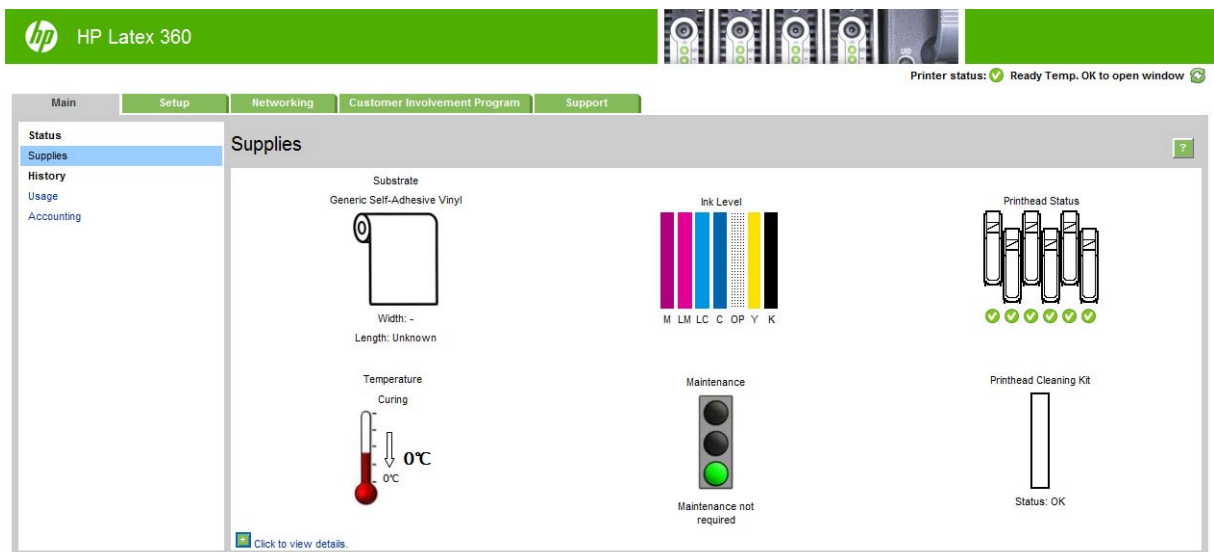 hp HP Latex 360
Printer status: Ready Temp. OK to open window
Main Setup Networking Customer Involvement Program Support
Status
Supplies
History
Usage
Accounting
Supplies
?
Substrate
Generic Self-Adhesive Vinyl
Width: -
Length: Unknown
Ink Level
M LM LC C OP Y K
Printhead Status
Temperature
Curing
0°C
0°C
Maintenance
Maintenance not
required
Printhead Cleaning Kit
Status: OK
Click to view details.